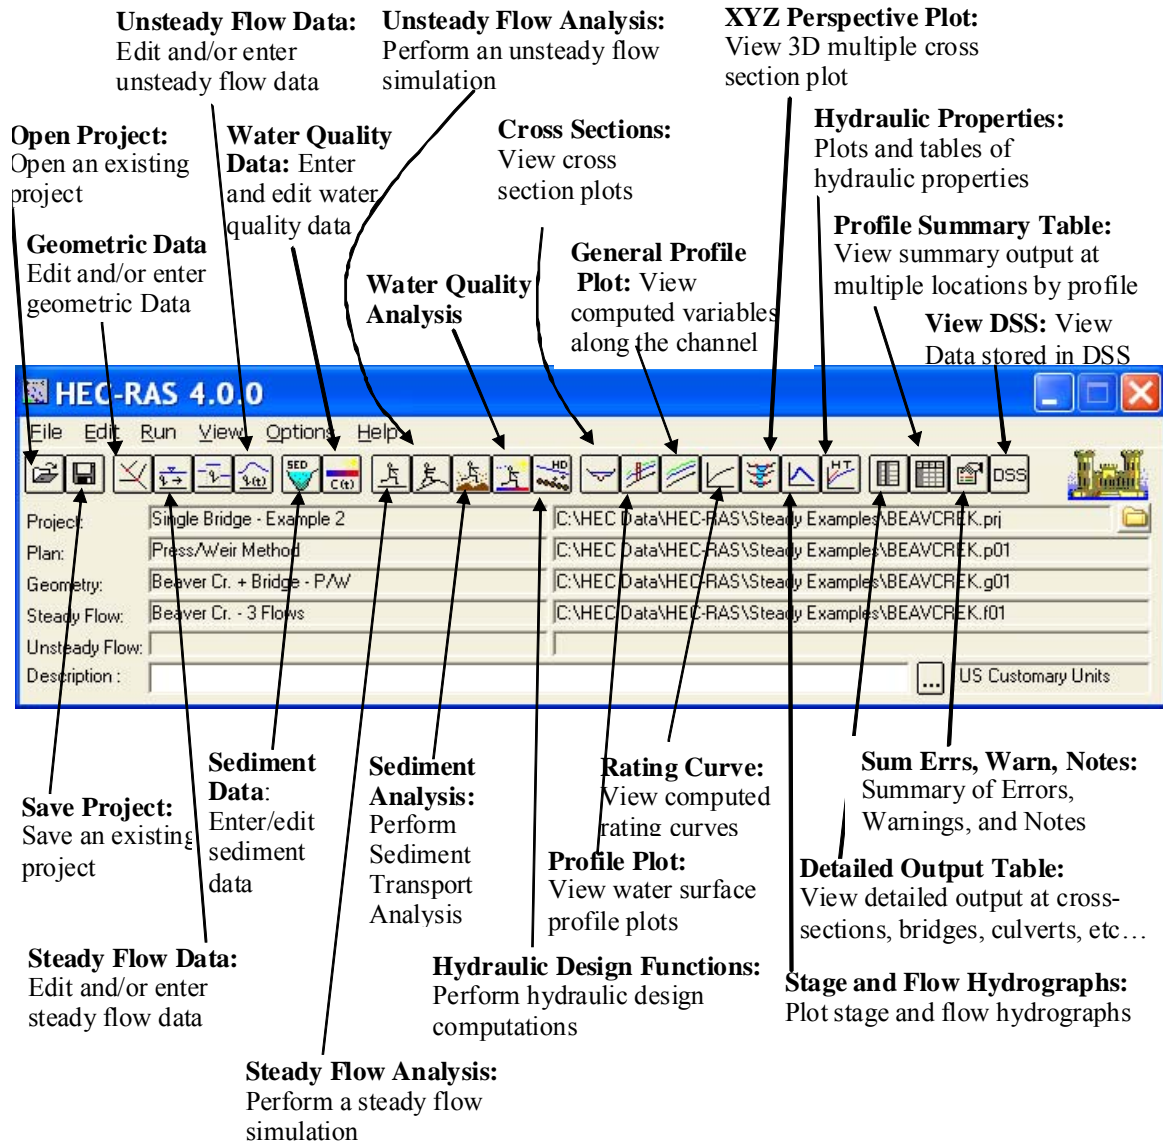 Unsteady Flow Data:
Edit and/or enter
unsteady flow data
Unsteady Flow Analysis:
Perform an unsteady flow
simulation
XYZ Perspective Plot:
View 3D multiple cross
section plot
Open Project:
Open an existing
project
Water Quality
Data: Enter
and edit water
quality data
Cross Sections:
View cross
section plots
Hydraulic Properties:
Plots and tables of
hydraulic properties
Geometric Data
Edit and/or enter
geometric Data
Water Quality
Analysis
General Profile
Plot: View
computed variables
along the channel
Profile Summary Table:
View summary output at
multiple locations by profile
View DSS: View
Data stored in DSS
HEC-RAS 4.0.0
File Edit Run View Options Help
SED C(t) HD HT DSS
Project: Single Bridge - Example 2 C:\HEC Data\HEC-RAS\Steady Examples\BEAVCREK.prj
Plan: Press/Weir Method C:\HEC Data\HEC-RAS\Steady Examples\BEAVCREK.p01
Geometry: Beaver Cr. + Bridge - P/W C:\HEC Data\HEC-RAS\Steady Examples\BEAVCREK.g01
Steady Flow: Beaver Cr. - 3 Flows C:\HEC Data\HEC-RAS\Steady Examples\BEAVCREK.f01
Unsteady Flow:
Description : ... US Customary Units
Save Project:
Save an existing
project
Sediment
Data:
Enter/edit
sediment
data
Sediment
Analysis:
Perform
Sediment
Transport
Analysis
Rating Curve:
View computed
rating curves
Sum Errs, Warn, Notes:
Summary of Errors,
Warnings, and Notes
Profile Plot:
View water surface
profile plots
Detailed Output Table:
View detailed output at cross-
sections, bridges, culverts, etc…
Steady Flow Data:
Edit and/or enter
steady flow data
Hydraulic Design Functions:
Perform hydraulic design
computations
Stage and Flow Hydrographs:
Plot stage and flow hydrographs
Steady Flow Analysis:
Perform a steady flow
simulation